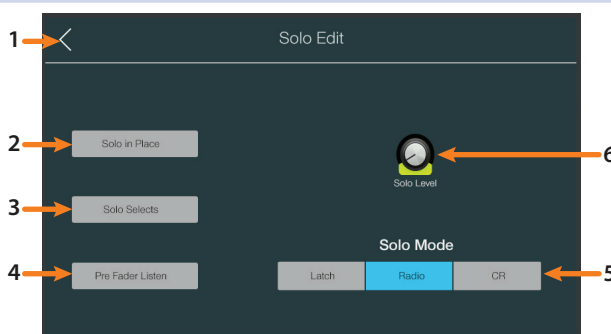 1
Solo Edit
2
Solo in Place
6
Solo Level
3
Solo Selects
Solo Mode
4
Pre Fader Listen
Latch
Radio
CR
5